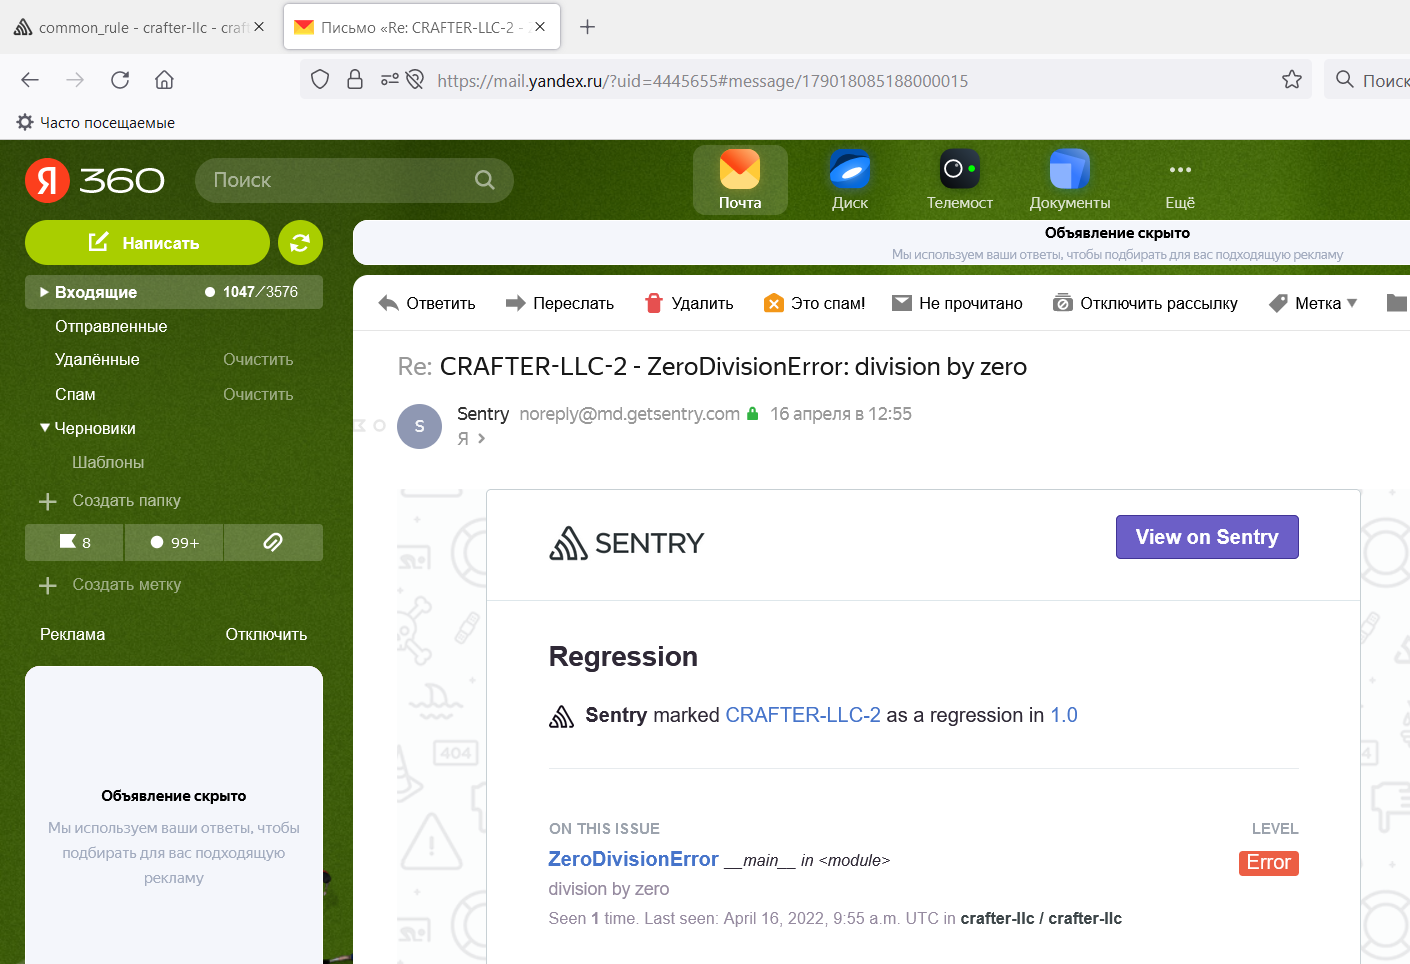 common_rule - crafter-llc - craft
Письмо «Re: CRAFTER-LLC-2 -
https://mail.yandex.ru/?uid=4445655#message/179018085188000015
Поиск
Часто посещаемые
Я 360
Поиск
Почта
Диск
Телемост
Документы
Ещё
Написать
Объявление скрыто
Мы используем ваши ответы, чтобы подбирать для вас подходящую рекламу
Входящие 1047/3576
Отправленные
Удалённые Очистить
Спам Очистить
Черновики
Шаблоны
Создать папку
8 99+
Создать метку
Реклама Отключить
Объявление скрыто
Мы используем ваши ответы, чтобы
подбирать для вас подходящую
рекламу
Ответить Переслать Удалить Это спам! Не прочитано Отключить рассылку Метка
Re: CRAFTER-LLC-2 - ZeroDivisionError: division by zero
S
Sentry noreply@md.getsentry.com 16 апреля в 12:55
Я
SENTRY
View on Sentry
Regression
Sentry marked CRAFTER-LLC-2 as a regression in 1.0
404
ON THIS ISSUE LEVEL
ZeroDivisionError __main__ in <module> Error
division by zero
Seen 1 time. Last seen: April 16, 2022, 9:55 a.m. UTC in crafter-llc / crafter-llc